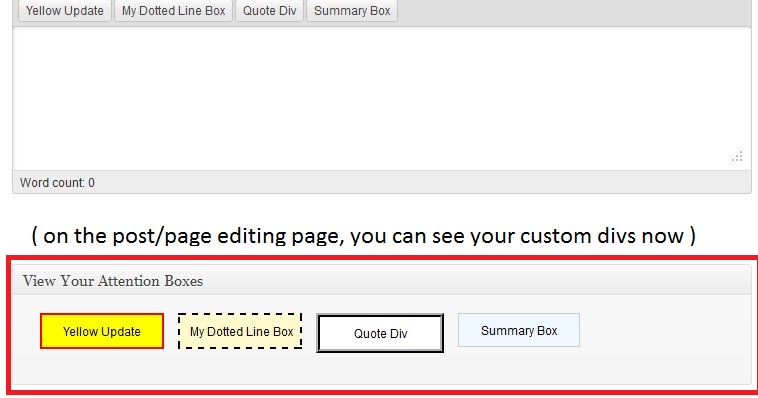 Yellow Update My Dotted Line Box Quote Div Summary Box
Word count: 0
( on the post/page editing page, you can see your custom divs now )
View Your Attention Boxes
Yellow Update My Dotted Line Box Quote Div Summary Box